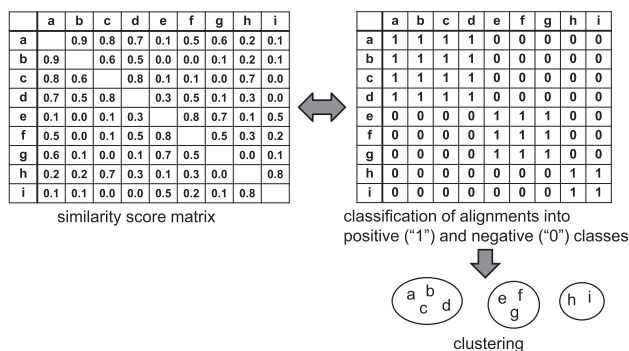 a b c d e f g h i
a 0.9 0.8 0.7 0.1 0.5 0.6 0.2 0.1
b 0.9 0.6 0.5 0.0 0.0 0.1 0.2 0.1
c 0.8 0.6 0.8 0.1 0.1 0.0 0.7 0.0
d 0.7 0.5 0.8 0.3 0.5 0.1 0.3 0.0
e 0.1 0.0 0.1 0.3 0.8 0.7 0.1 0.5
f 0.5 0.0 0.1 0.5 0.8 0.5 0.3 0.2
g 0.6 0.1 0.0 0.1 0.7 0.5 0.0 0.1
h 0.2 0.2 0.7 0.3 0.1 0.3 0.0 0.8
i 0.1 0.1 0.0 0.0 0.5 0.2 0.1 0.8
similarity score matrix
a b c d e f g h i
a 1 1 1 1 0 0 0 0 0
b 1 1 1 1 0 0 0 0 0
c 1 1 1 1 0 0 0 0 0
d 1 1 1 1 0 0 0 0 0
e 0 0 0 0 1 1 1 0 0
f 0 0 0 0 1 1 1 0 0
g 0 0 0 0 1 1 1 0 0
h 0 0 0 0 0 0 0 1 1
i 0 0 0 0 0 0 0 1 1
classification of alignments into
positive ("1") and negative ("0") classes
a b
c d
e f
g
h i
clustering